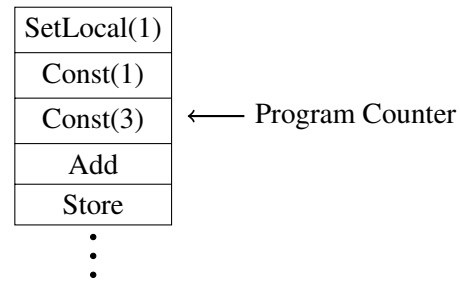 SetLocal(1)
Const(1)
Const(3)
Program Counter
Add
Store